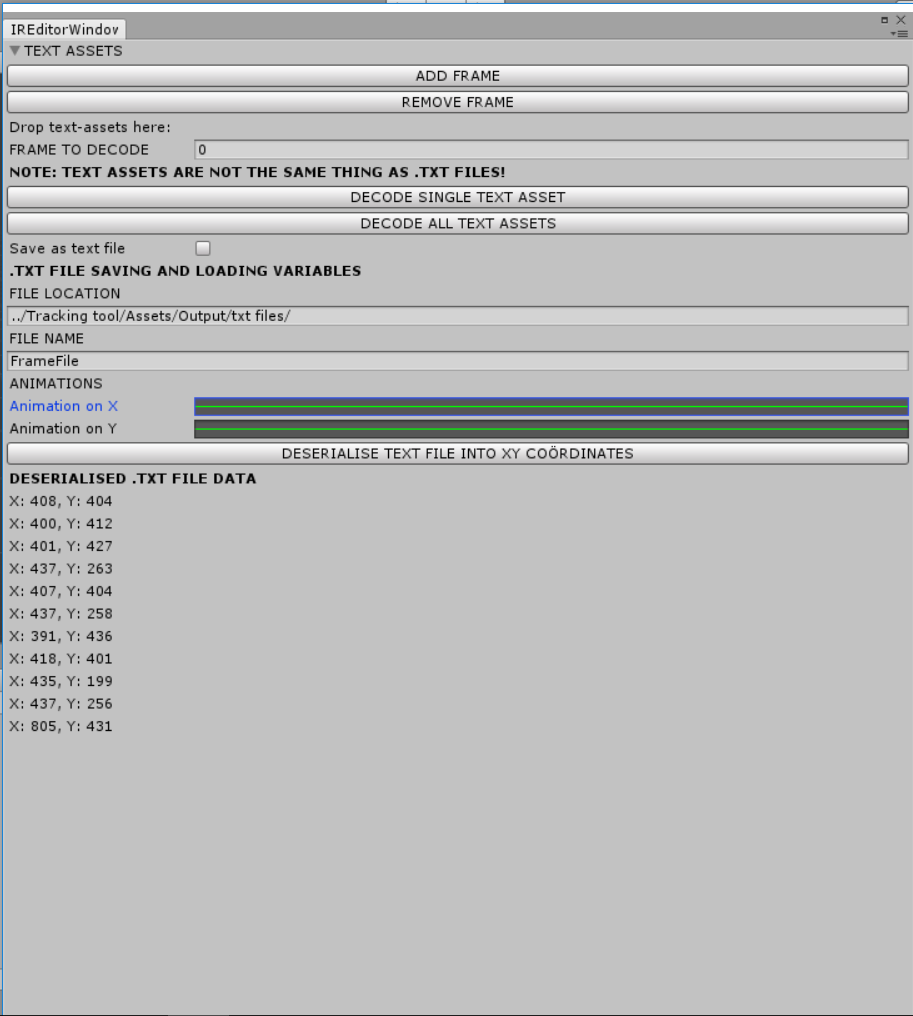 IREditorWindov
TEXT ASSETS
ADD FRAME
REMOVE FRAME
Drop text-assets here:
FRAME TO DECODE 0
NOTE: TEXT ASSETS ARE NOT THE SAME THING AS .TXT FILES!
DECODE SINGLE TEXT ASSET
DECODE ALL TEXT ASSETS
Save as text file
.TXT FILE SAVING AND LOADING VARIABLES
FILE LOCATION
../Tracking tool/Assets/Output/txt files/
FILE NAME
FrameFile
ANIMATIONS
Animation on X
Animation on Y
DESERIALISE TEXT FILE INTO XY COÖRDINATES
DESERIALISED .TXT FILE DATA
X: 408, Y: 404
X: 400, Y: 412
X: 401, Y: 427
X: 437, Y: 263
X: 407, Y: 404
X: 437, Y: 258
X: 391, Y: 436
X: 418, Y: 401
X: 435, Y: 199
X: 437, Y: 256
X: 805, Y: 431